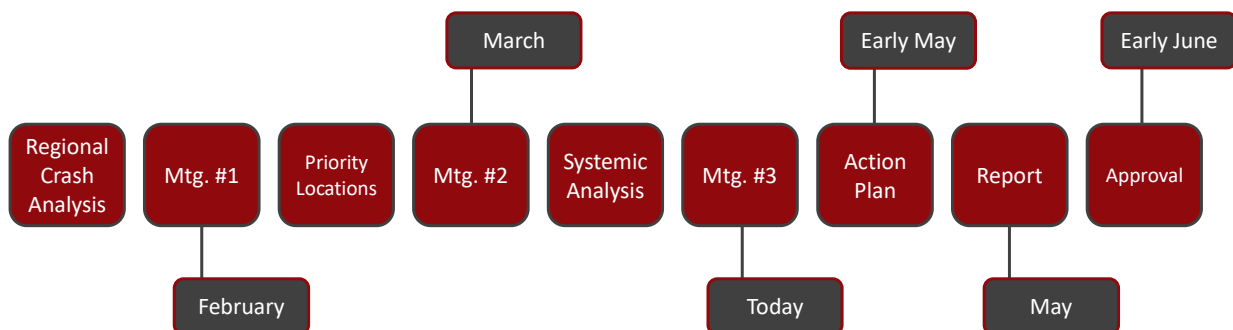 March
Early May
Early June
Regional
Crash
Analysis
Mtg. #1
Priority
Locations
Mtg. #2
Systemic
Analysis
Mtg. #3
Action
Plan
Report
Approval
February
Today
May